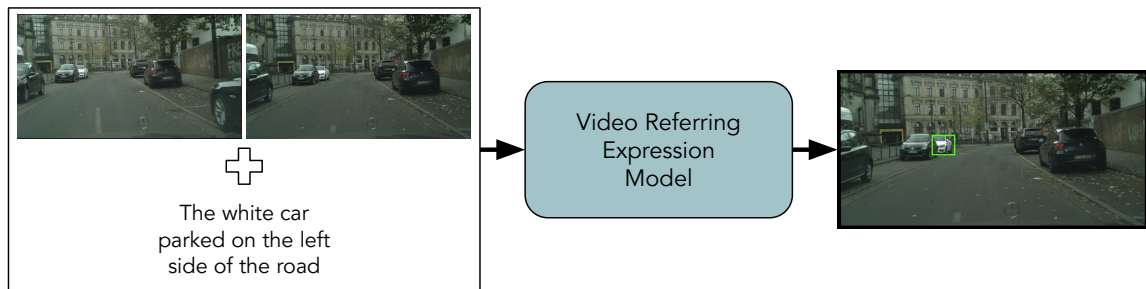 The white car
parked on the left
side of the road
Video Referring
Expression
Model